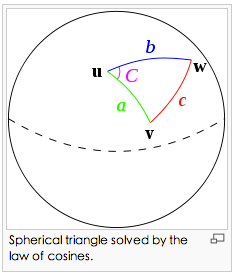 b
u C w
a c
v
Spherical triangle solved by the
law of cosines.